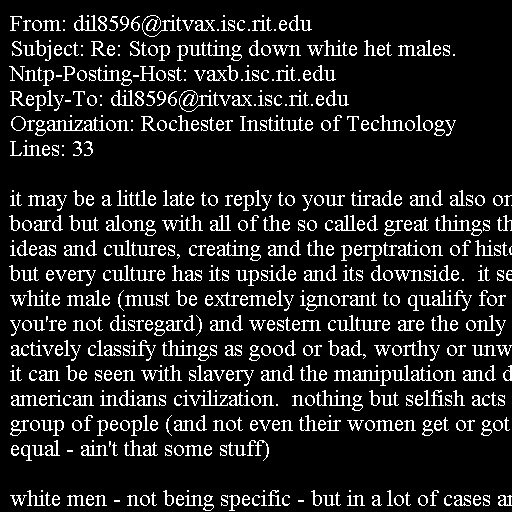 From: dil8596@ritvax.isc.rit.edu
Subject: Re: Stop putting down white het males.
Nntp-Posting-Host: vaxb.isc.rit.edu
Reply-To: dil8596@ritvax.isc.rit.edu
Organization: Rochester Institute of Technology
Lines: 33

it may be a little late to reply to your tirade and also on
board but along with all of the so called great things th
ideas and cultures, creating and the perptration of histo
but every culture has its upside and its downside.  it se
white male (must be extremely ignorant to qualify for
you're not disregard) and western culture are the only
actively classify things as good or bad, worthy or unw
it can be seen with slavery and the manipulation and d
american indians civilization.  nothing but selfish acts
group of people (and not even their women get or got
equal - ain't that some stuff)

white men - not being specific - but in a lot of cases an